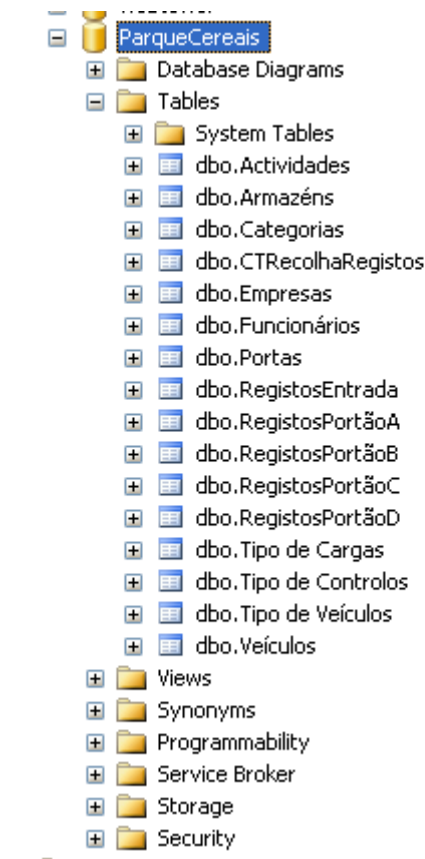 ParqueCereais
Database Diagrams
Tables
System Tables
dbo.Actividades
dbo.Armazéns
dbo.Categorias
dbo.CTRecolhaRegistos
dbo.Empresas
dbo.Funcionários
dbo.Portas
dbo.RegistosEntrada
dbo.RegistosPortãoA
dbo.RegistosPortãoB
dbo.RegistosPortãoC
dbo.RegistosPortãoD
dbo.Tipo de Cargas
dbo.Tipo de Controlos
dbo.Tipo de Veículos
dbo.Veículos
Views
Synonyms
Programmability
Service Broker
Storage
Security